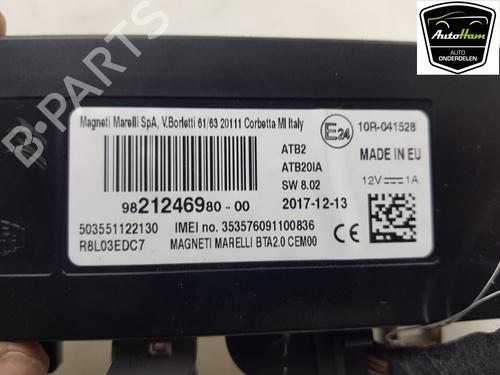 AutoHam
AUTO
ONDERDELEN
B-PARTS
Magneti Marelli SpA, V.Borletti 61/63 20111 Corbetta MI Italy
E24
10R-041528
ATB2
ATB20IA
MADE IN EU
SW 8.02
12V⎓1A
9821246980-00
2017-12-13
503551122130
IMEI no. 353576091100836
R8L03EDC7
MAGNETI MARELLI BTA2.0 CEM00